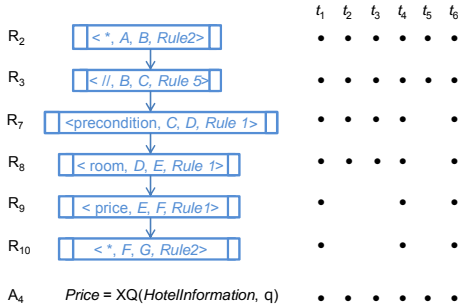 t1 t2 t3 t4 t5 t6
R2 < *, A, B, Rule2> • • • • • •
R3 < //, B, C, Rule 5> • • • • • •
R7 <precondition, C, D, Rule 1> • • • • •
R8 < room, D, E, Rule 1> • • • • •
R9 < price, E, F, Rule1> • • •
R10 < *, F, G, Rule2> • • •
A4 Price = XQ(HotelInformation, q) • • • • • •